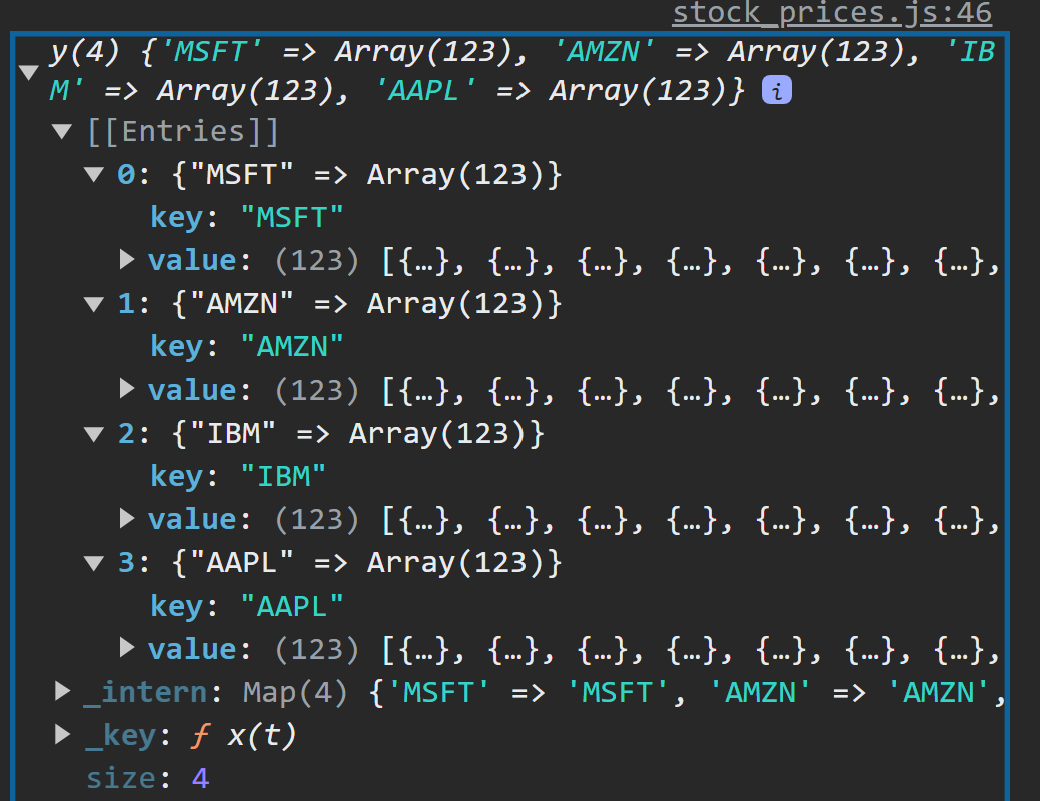 stock_prices.js:46
y(4) {'MSFT' => Array(123), 'AMZN' => Array(123), 'IB
M' => Array(123), 'AAPL' => Array(123)} i
[[Entries]]
0: {"MSFT" => Array(123)}
key: "MSFT"
value: (123) [{…}, {…}, {…}, {…}, {…}, {…}, {…},
1: {"AMZN" => Array(123)}
key: "AMZN"
value: (123) [{…}, {…}, {…}, {…}, {…}, {…}, {…},
2: {"IBM" => Array(123)}
key: "IBM"
value: (123) [{…}, {…}, {…}, {…}, {…}, {…}, {…},
3: {"AAPL" => Array(123)}
key: "AAPL"
value: (123) [{…}, {…}, {…}, {…}, {…}, {…}, {…},
_intern: Map(4) {'MSFT' => 'MSFT', 'AMZN' => 'AMZN',
_key: ƒ x(t)
size: 4